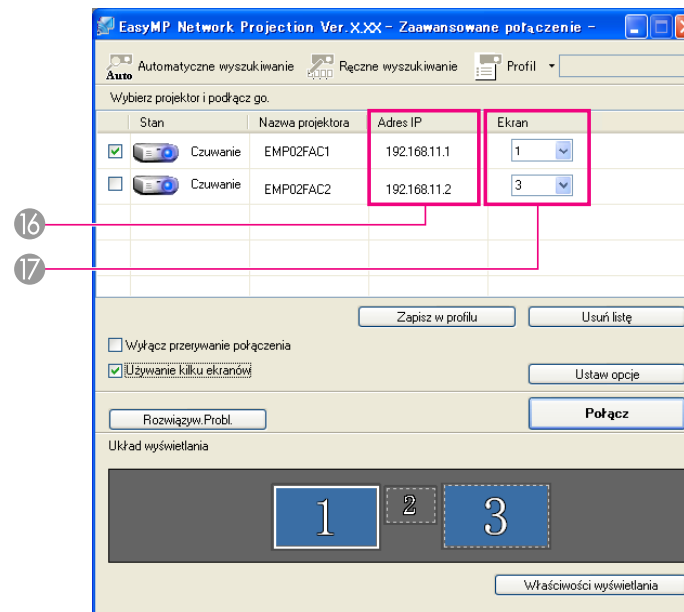 EasyMP Network Projection Ver.X.XX - Zaawansowane połączenie -
Auto Automatyczne wyszukiwanie Ręczne wyszukiwanie Profil
Wybierz projektor i podłącz go.
Stan Nazwa projektora Adres IP Ekran
Czuwanie EMP02FAC1 192.168.11.1 1
Czuwanie EMP02FAC2 192.168.11.2 3
16
17
Zapisz w profilu Usuń listę
Wyłącz przerywanie połączenia
Używanie kilku ekranów
Ustaw opcje
Rozwiązyw.Probl. Połącz
Układ wyświetlania
1 2 3
Właściwości wyświetlania